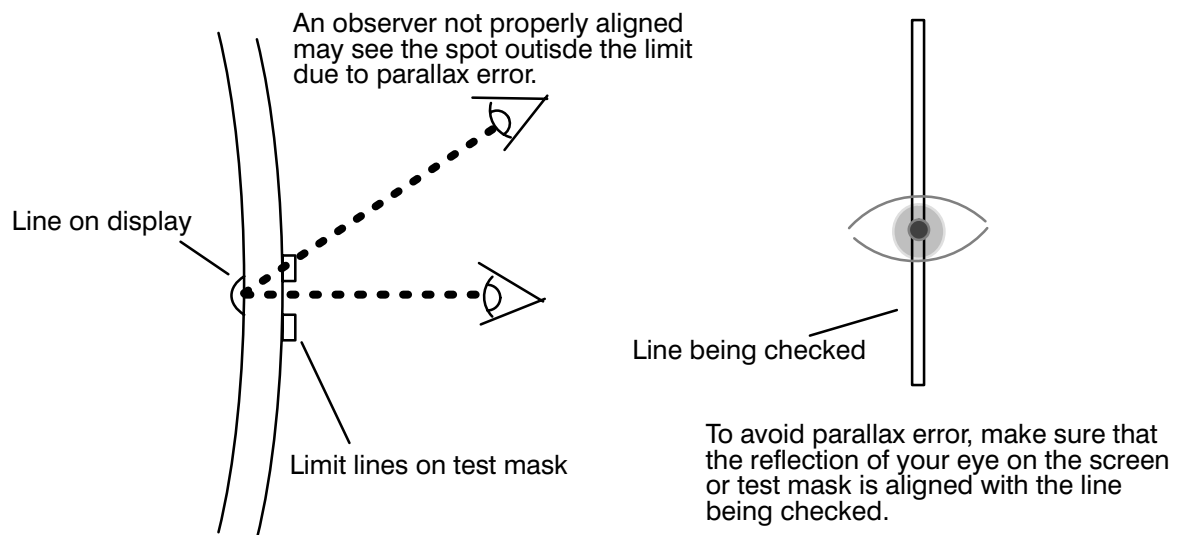 An observer not properly aligned
may see the spot outisde the limit
due to parallax error.
Line on display
Line being checked
Limit lines on test mask
To avoid parallax error, make sure that
the reflection of your eye on the screen
or test mask is aligned with the line
being checked.